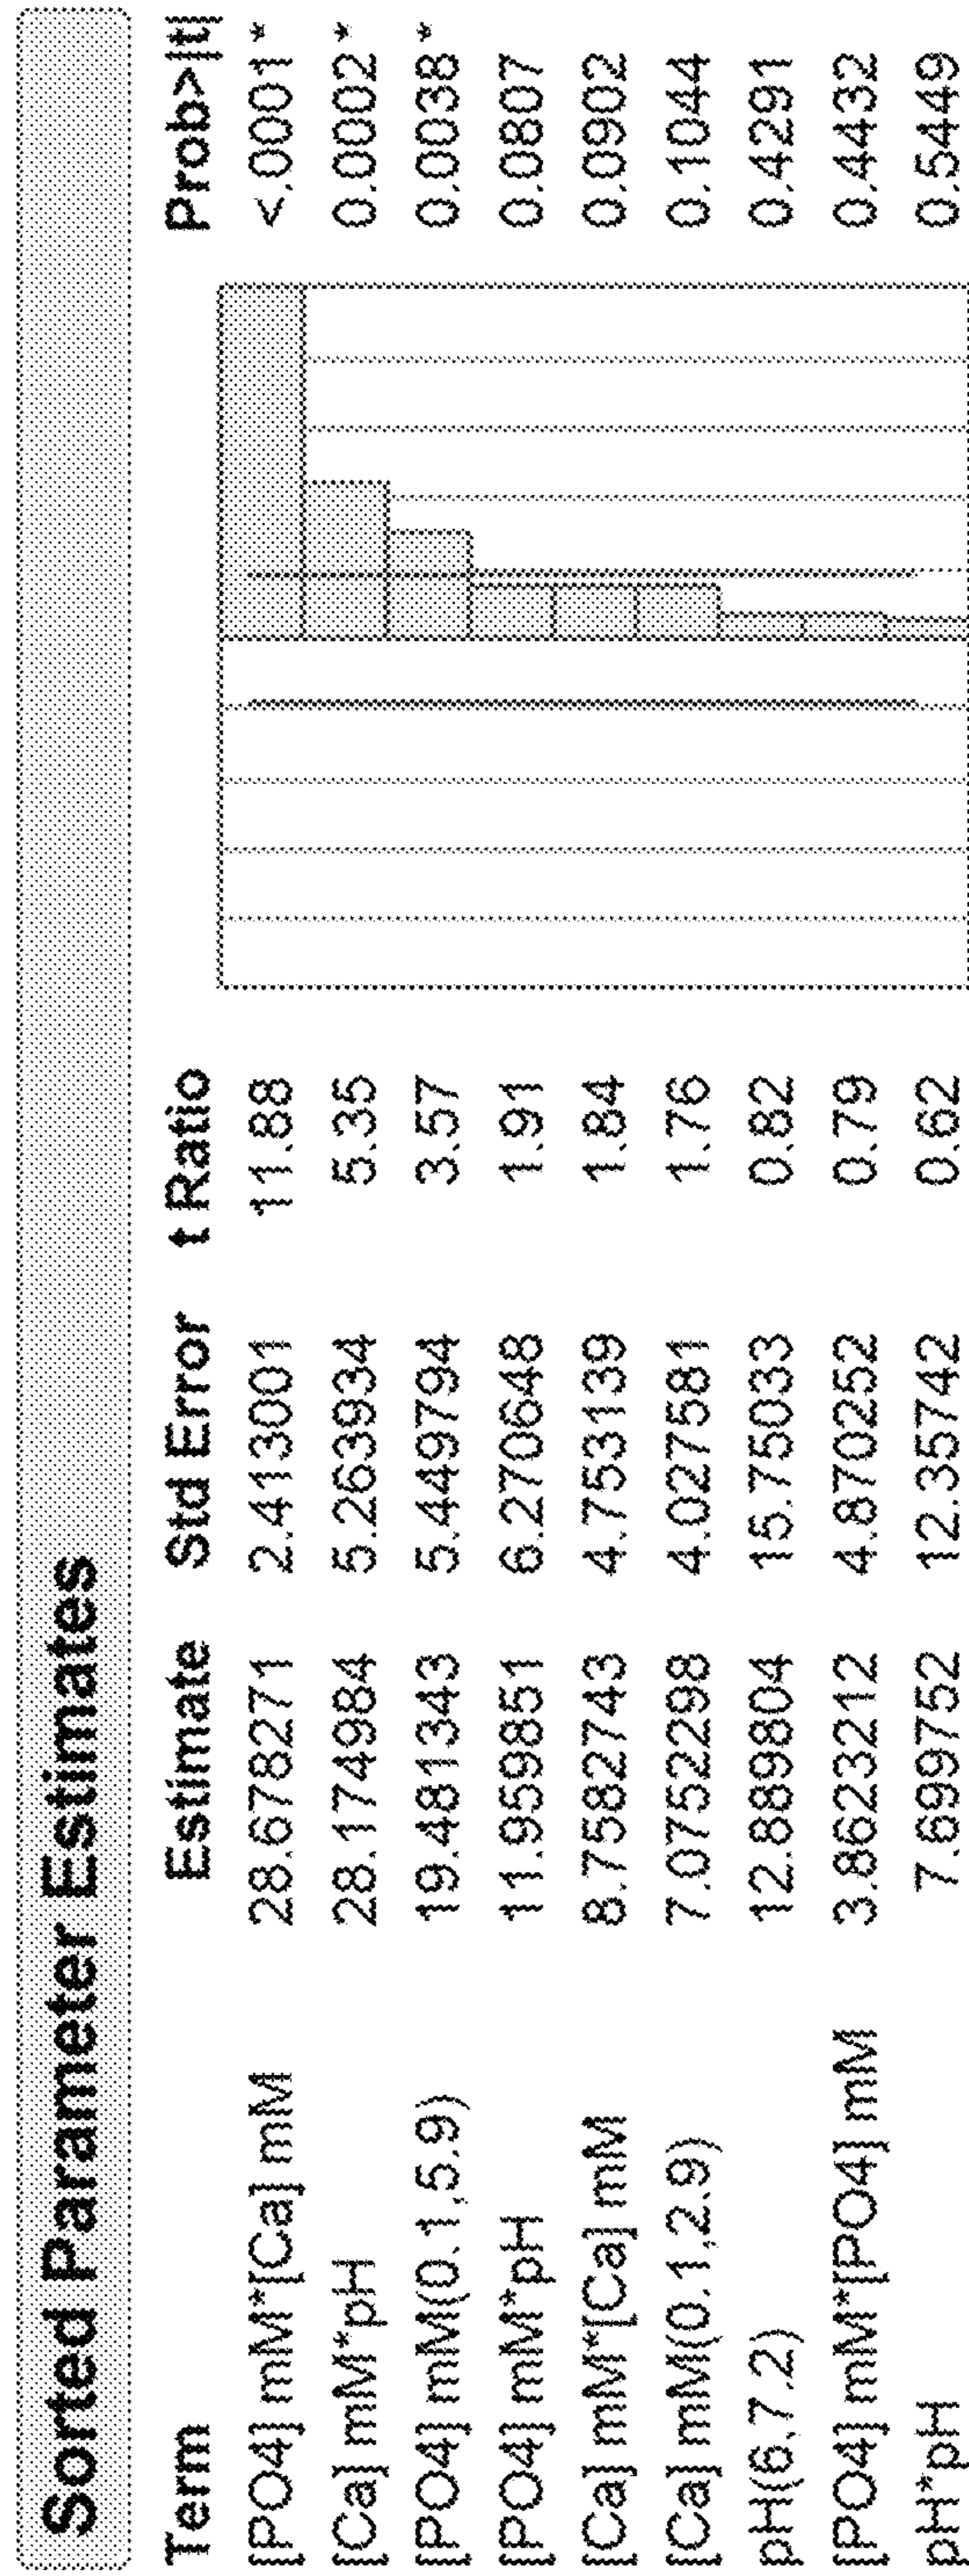 Sorted Parameter Estimates
Term Estimate Std Error t Ratio Prob>|t|
[PO4] mM*[Ca] mM 28.678271 2.413001 11.88 <.0001*
[Ca] mM*pH 28.174984 5.263934 5.35 0.0002*
[PO4] mM(0.1,5.9) 19.481343 5.449794 3.57 0.0038*
[PO4] mM*pH 11.959851 6.270648 1.91 0.0807
[Ca] mM*[Ca] mM 8.7582743 4.753139 1.84 0.0902
[Ca] mM(0.1,2.9) 7.0752298 4.027581 1.76 0.1044
pH(6,7.2) 12.889804 15.75033 0.82 0.4291
[PO4] mM*[PO4] mM 3.8623212 4.870252 0.79 0.4432
pH*pH 7.699752 12.35742 0.62 0.5449